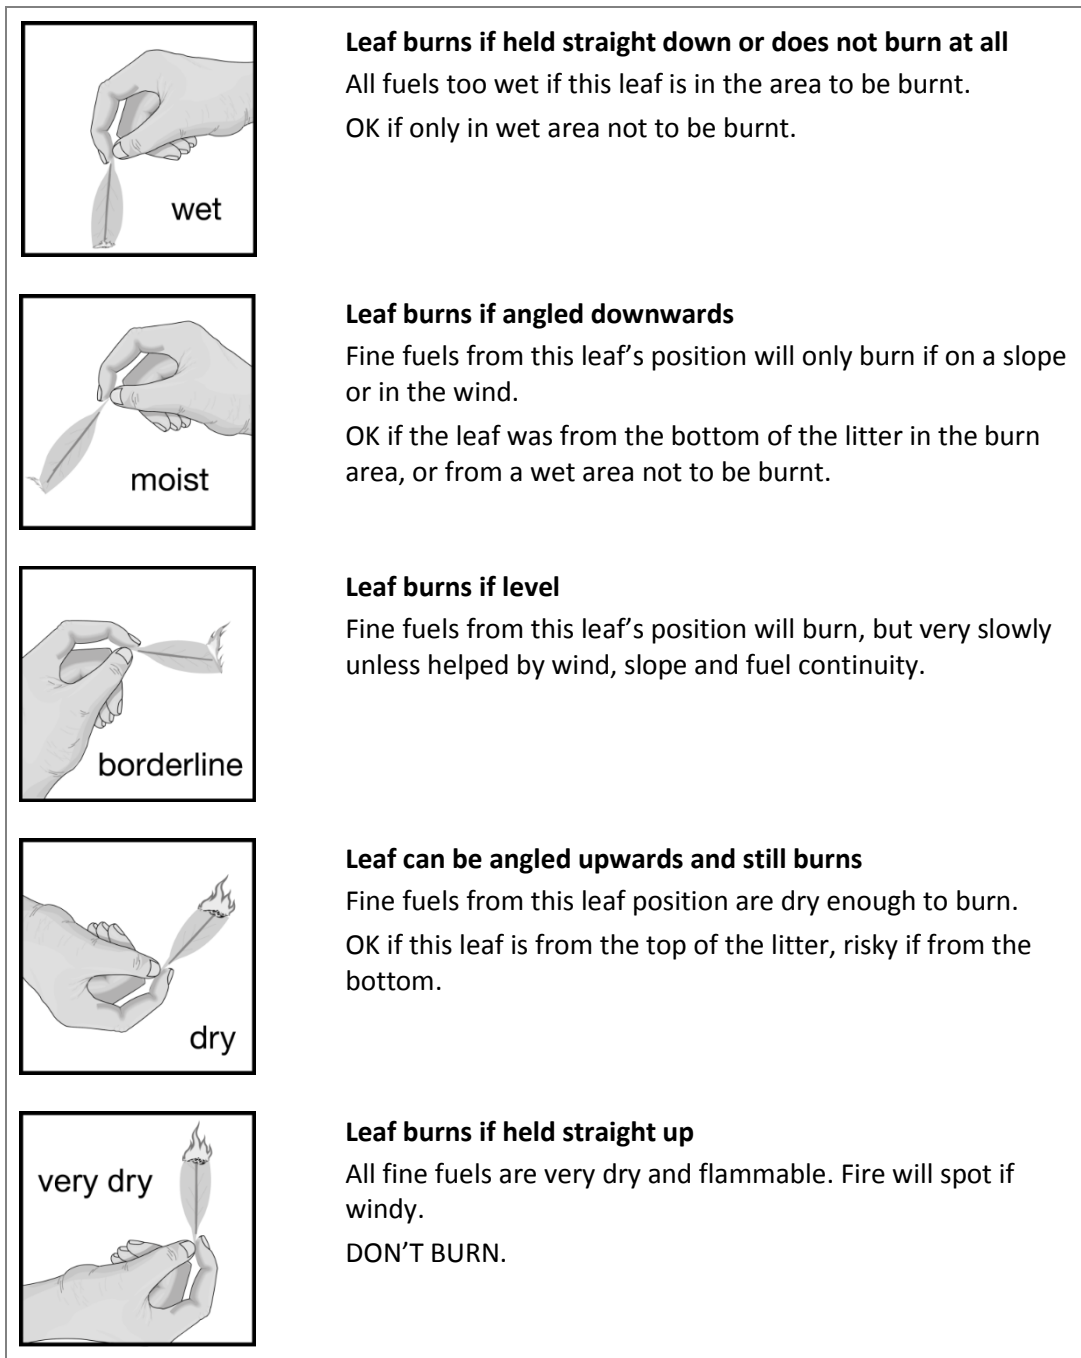 Leaf burns if held straight down or does not burn at all
All fuels too wet if this leaf is in the area to be burnt.
OK if only in wet area not to be burnt.
wet
Leaf burns if angled downwards
Fine fuels from this leaf’s position will only burn if on a slope
or in the wind.
OK if the leaf was from the bottom of the litter in the burn
area, or from a wet area not to be burnt.
moist
Leaf burns if level
Fine fuels from this leaf’s position will burn, but very slowly
unless helped by wind, slope and fuel continuity.
borderline
Leaf can be angled upwards and still burns
Fine fuels from this leaf position are dry enough to burn.
OK if this leaf is from the top of the litter, risky if from the
bottom.
dry
Leaf burns if held straight up
very dry
All fine fuels are very dry and flammable. Fire will spot if
windy.
DON’T BURN.